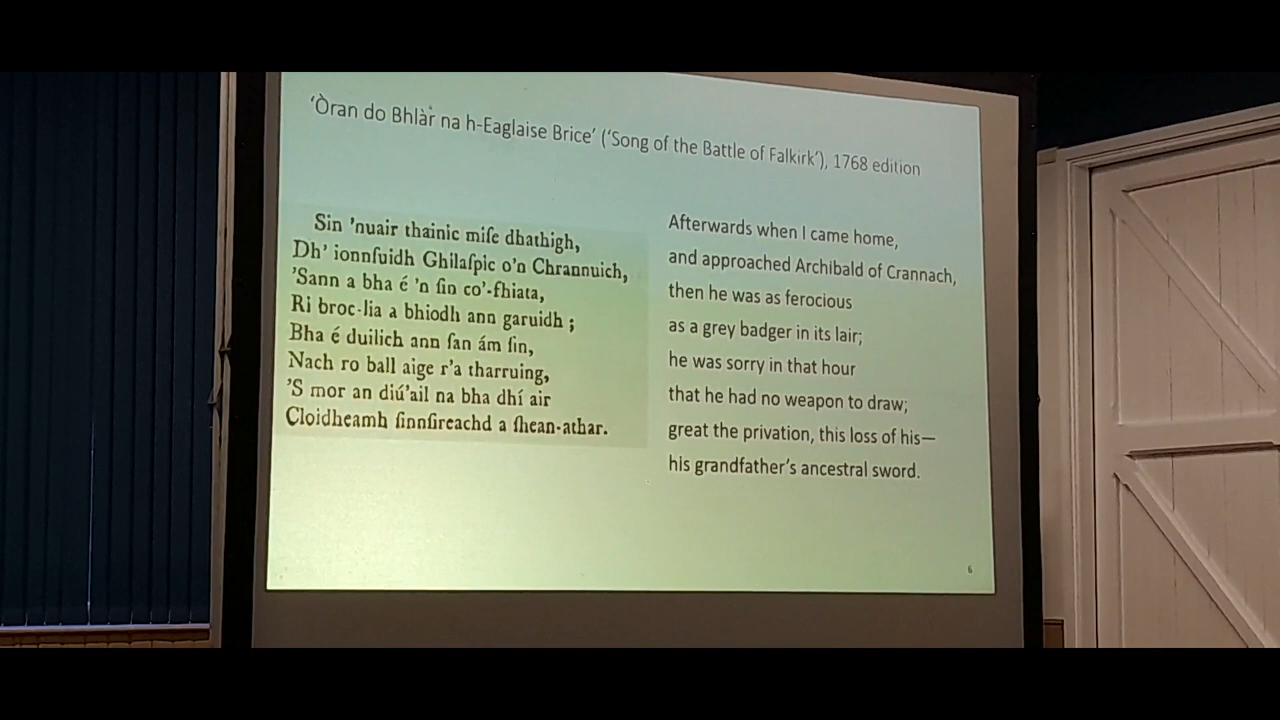 ‘Òran do Bhlàr na h-Eaglaise Brice’ (‘Song of the Battle of Falkirk’), 1768 edition
Sin 'nuair thainic miſe dhathigh,
Dh' ionnſuidh Ghilaſpic o'n Chrannuich,
'Sann a bha é 'n ſin co'-fhiata,
Ri broc-lia a bhiodh ann garuidh ;
Bha é duilich ann ſan ám ſin,
Nach ro ball aige r'a tharruing,
'S mor an diú'ail na bha dhí air
Cloidheamh ſinnſireachd a ſhean-athar.
Afterwards when I came home,
and approached Archibald of Crannach,
then he was as ferocious
as a grey badger in its lair;
he was sorry in that hour
that he had no weapon to draw;
great the privation, this loss of his—
his grandfather's ancestral sword.
6